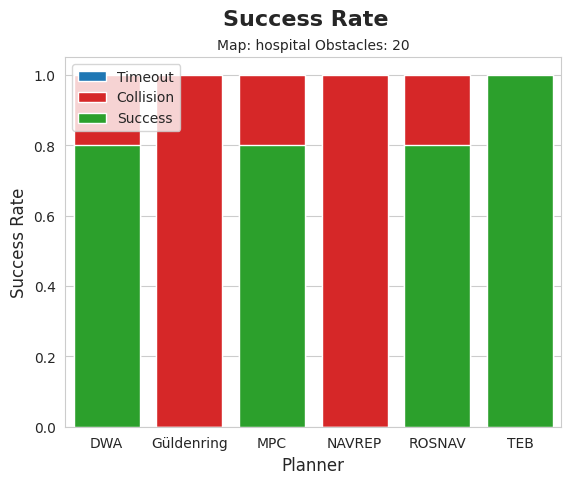 Success Rate
Map: hospital Obstacles: 20
Timeout
Collision
Success
1.0
0.8
0.6
0.4
0.2
0.0
Success Rate
DWA Güldenring MPC NAVREP ROSNAV TEB
Planner